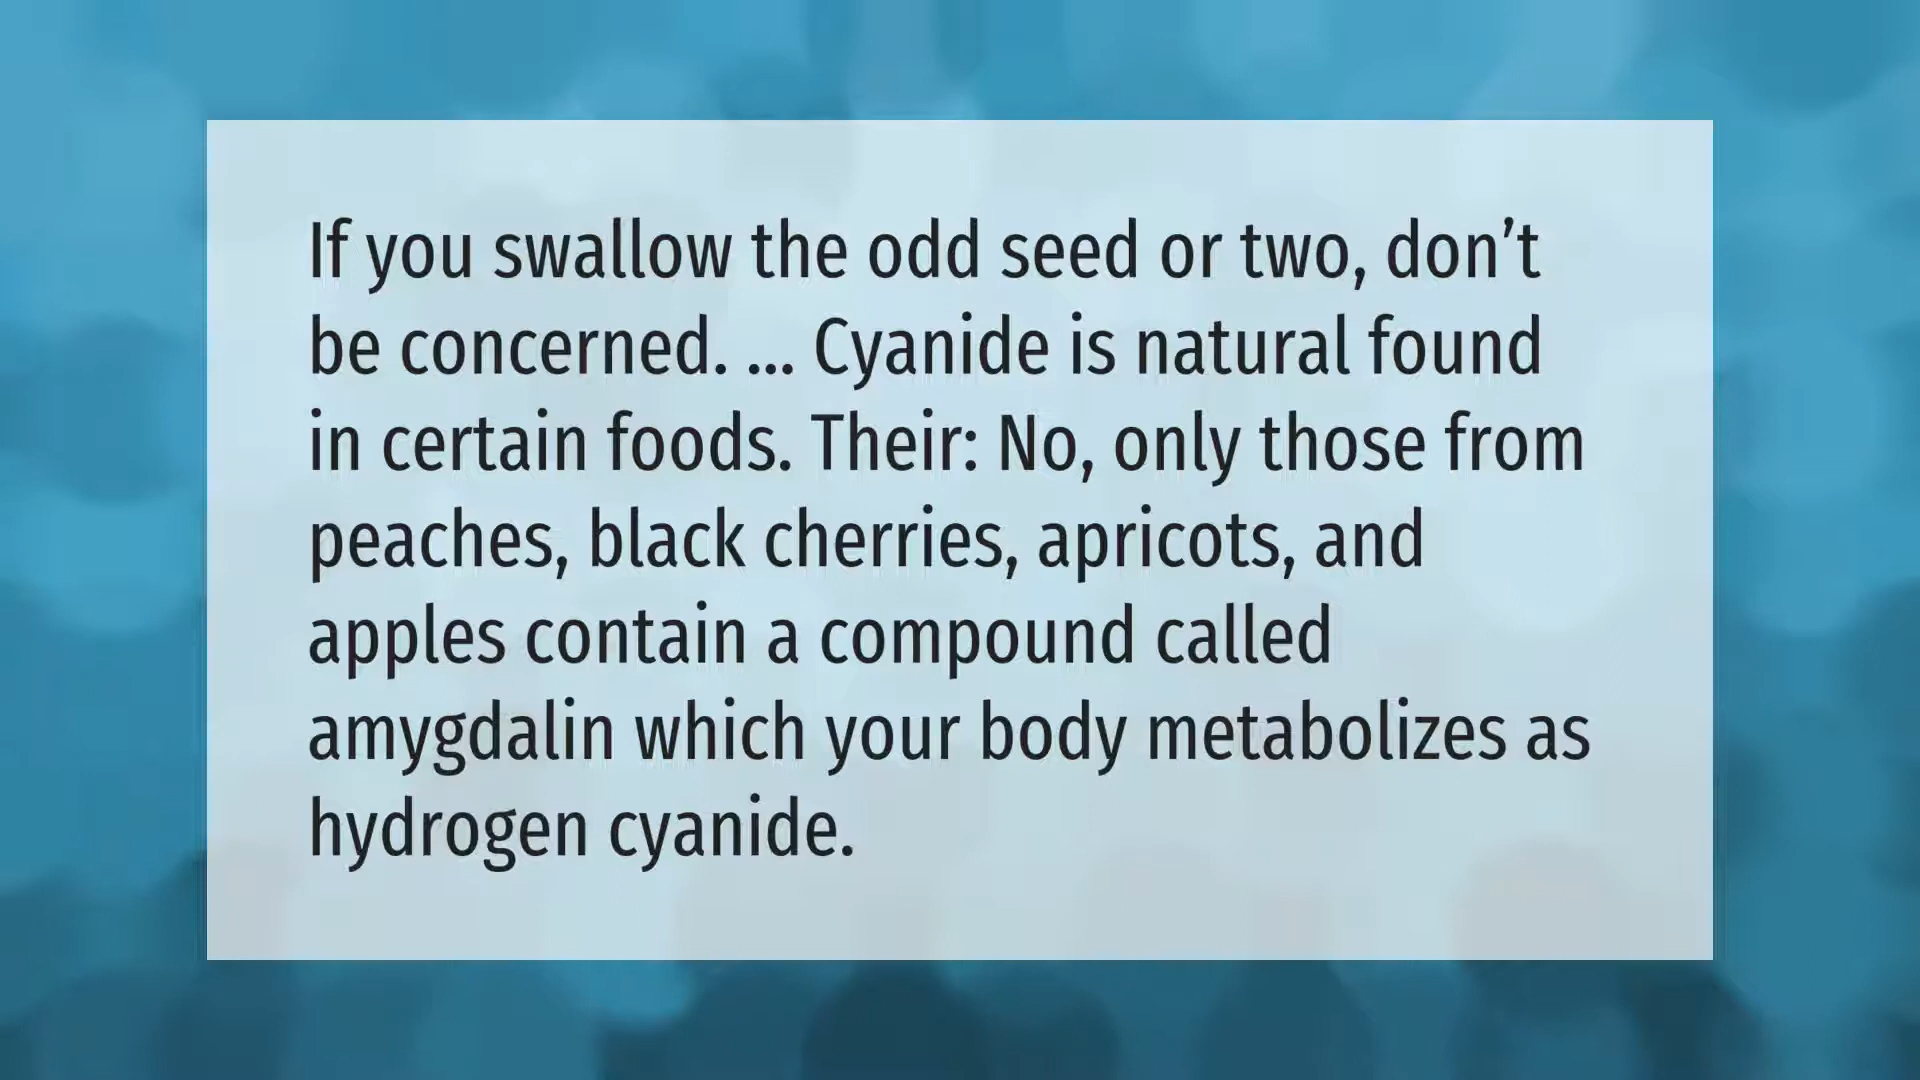 If you swallow the odd seed or two, don’t
be concerned. ... Cyanide is natural found
in certain foods. Their: No, only those from
peaches, black cherries, apricots, and
apples contain a compound called
amygdalin which your body metabolizes as
hydrogen cyanide.